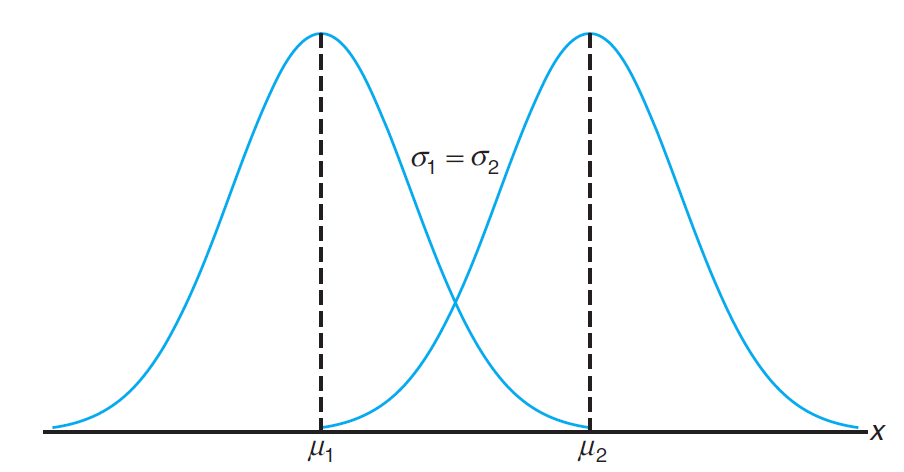 σ₁ = σ₂
x
μ₁
μ₂